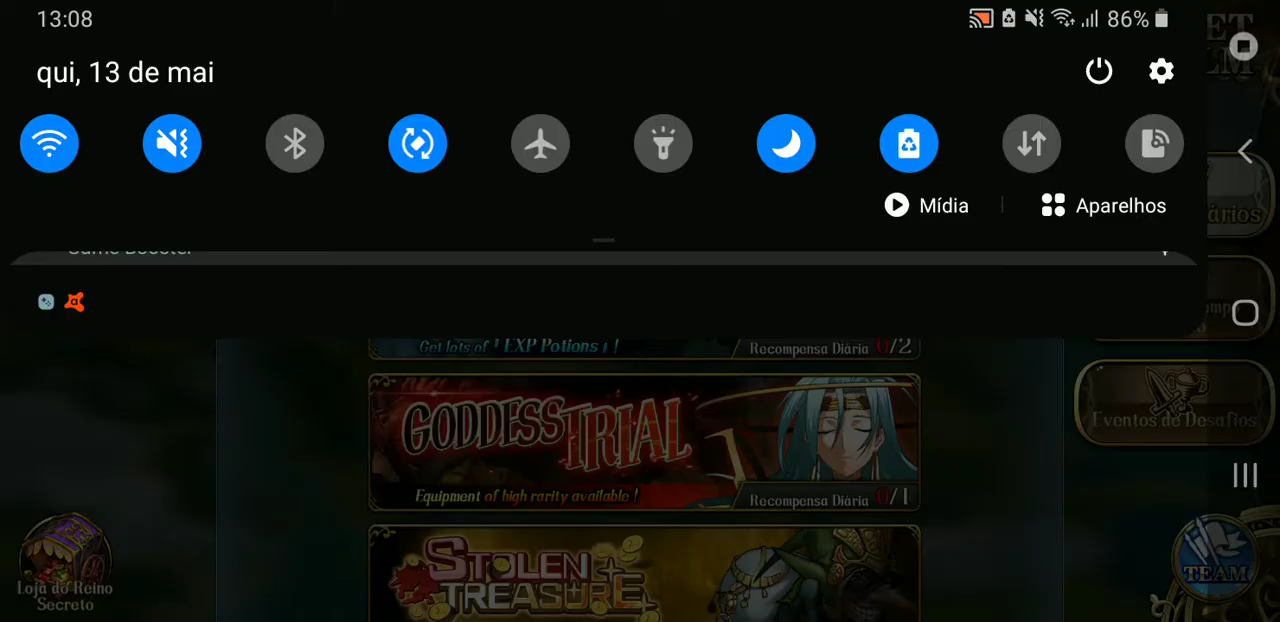 13:08
86%
qui, 13 de mai
Mídia
Aparelhos
Game Booster
Get lots of 「EXP Potions」!
Recompensa Diária 0/2
GODDESS TRIAL
Equipment of high rarity available !
Recompensa Diária 0/1
STOLEN
TREASURE
Eventos de Desafios
Loja do Reino
Secreto
TEAM